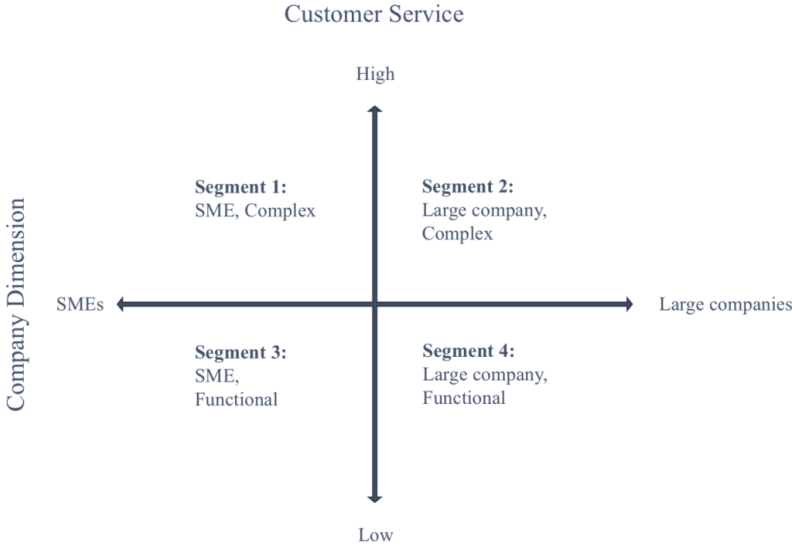 Customer Service
High
Segment 1:
SME, Complex
Segment 2:
Large company,
Complex
Company Dimension
SMEs
Large companies
Segment 3:
SME,
Functional
Segment 4:
Large company,
Functional
Low